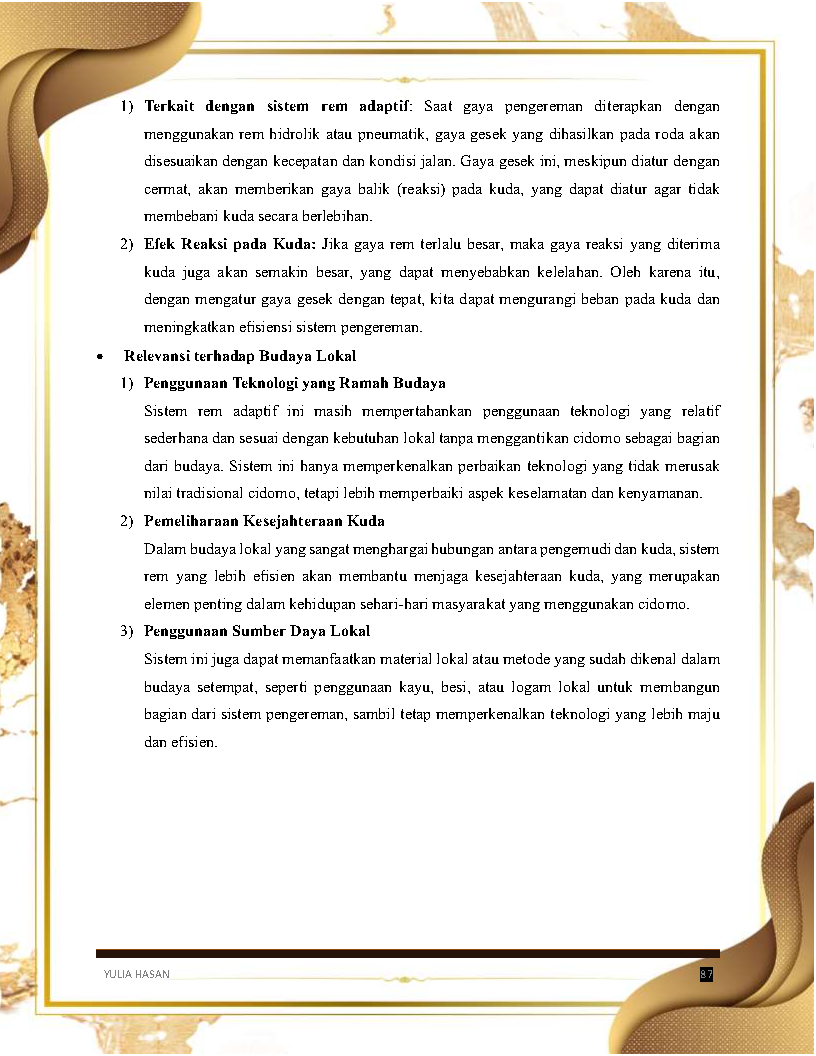 1) Terkait dengan sistem rem adaptif: Saat gaya pengereman diterapkan dengan
menggunakan rem hidrolik atau pneumatik, gaya gesek yang dihasilkan pada roda akan
disesuaikan dengan kecepatan dan kondisi jalan. Gaya gesek ini, meskipun diatur dengan
cermat, akan memberikan gaya balik (reaksi) pada kuda, yang dapat diatur agar tidak
membebani kuda secara berlebihan.
2) Efek Reaksi pada Kuda: Jika gaya rem terlalu besar, maka gaya reaksi yang diterima
kuda juga akan semakin besar, yang dapat menyebabkan kelelahan. Oleh karena itu,
dengan mengatur gaya gesek dengan tepat, kita dapat mengurangi beban pada kuda dan
meningkatkan efisiensi sistem pengereman.
• Relevansi terhadap Budaya Lokal
1) Penggunaan Teknologi yang Ramah Budaya
Sistem rem adaptif ini masih mempertahankan penggunaan teknologi yang relatif
sederhana dan sesuai dengan kebutuhan lokal tanpa menggantikan cidomo sebagai bagian
dari budaya. Sistem ini hanya memperkenalkan perbaikan teknologi yang tidak merusak
nilai tradisional cidomo, tetapi lebih memperbaiki aspek keselamatan dan kenyamanan.
2) Pemeliharaan Kesejahteraan Kuda
Dalam budaya lokal yang sangat menghargai hubungan antara pengemudi dan kuda, sistem
rem yang lebih efisien akan membantu menjaga kesejahteraan kuda, yang merupakan
elemen penting dalam kehidupan sehari-hari masyarakat yang menggunakan cidomo.
3) Penggunaan Sumber Daya Lokal
Sistem ini juga dapat memanfaatkan material lokal atau metode yang sudah dikenal dalam
budaya setempat, seperti penggunaan kayu, besi, atau logam lokal untuk membangun
bagian dari sistem pengereman, sambil tetap memperkenalkan teknologi yang lebih maju
dan efisien.
YULIA HASAN 87